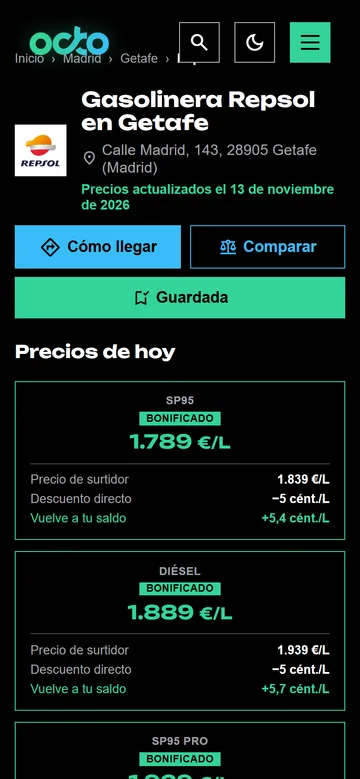 octo
Inicio › Madrid › Getafe ›
Gasolinera Repsol
en Getafe
REPSOL
Calle Madrid, 143, 28905 Getafe
(Madrid)
Precios actualizados el 13 de noviembre
de 2026
Cómo llegar
Comparar
Guardada
Precios de hoy
SP95
BONIFICADO
1.789 €/L
Precio de surtidor 1.839 €/L
Descuento directo −5 cént./L
Vuelve a tu saldo +5,4 cént./L
DIÉSEL
BONIFICADO
1.889 €/L
Precio de surtidor 1.939 €/L
Descuento directo −5 cént./L
Vuelve a tu saldo +5,7 cént./L
SP95 PRO
BONIFICADO